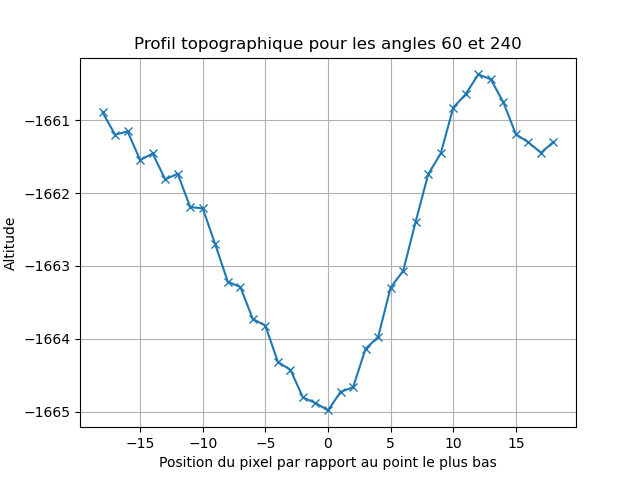 Profil topographique pour les angles 60 et 240
Altitude
−1661
−1662
−1663
−1664
−1665
−15 −10 −5 0 5 10 15
Position du pixel par rapport au point le plus bas